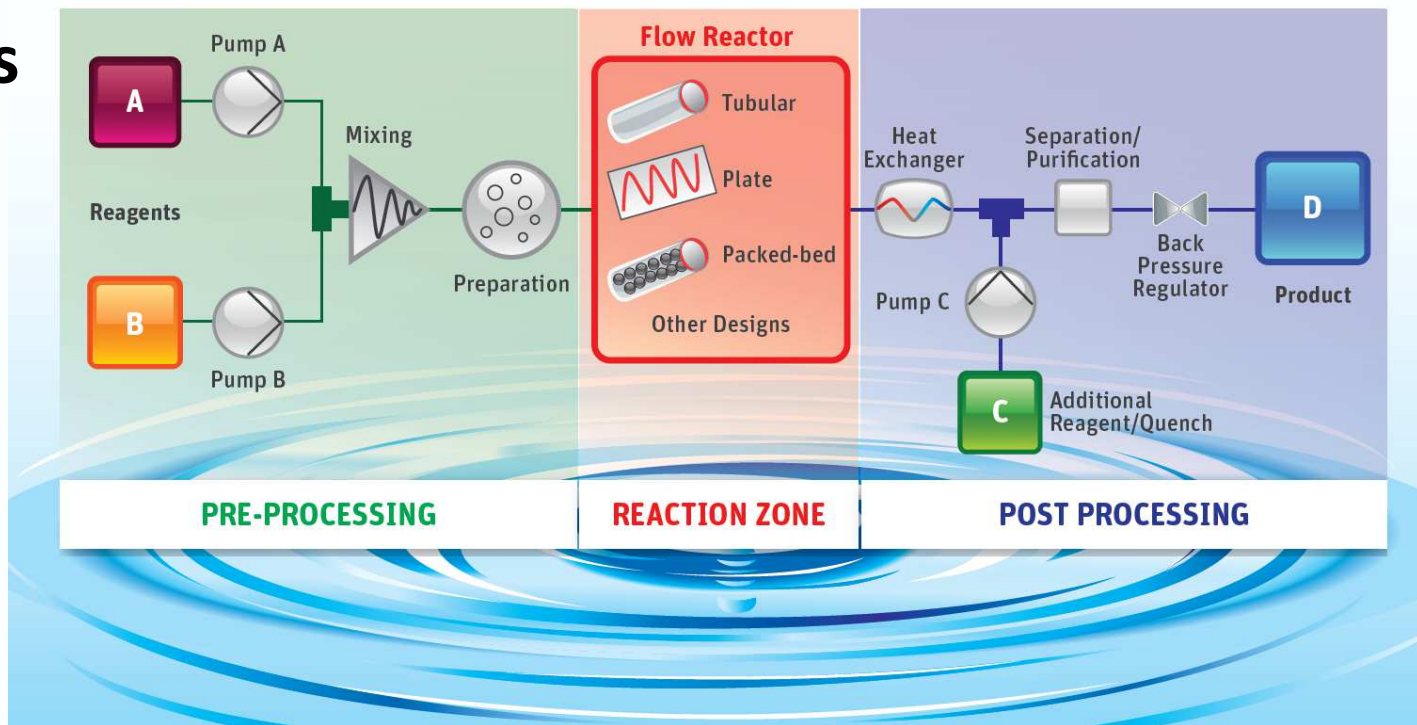 S
Pump A
A
Mixing
Reagents
Preparation
B
Pump B
Flow Reactor
Tubular
Plate
Packed-bed
Other Designs
Heat
Exchanger
Separation/
Purification
D
Back
Pressure
Regulator
Product
Pump C
C
Additional
Reagent/Quench
PRE-PROCESSING
REACTION ZONE
POST PROCESSING